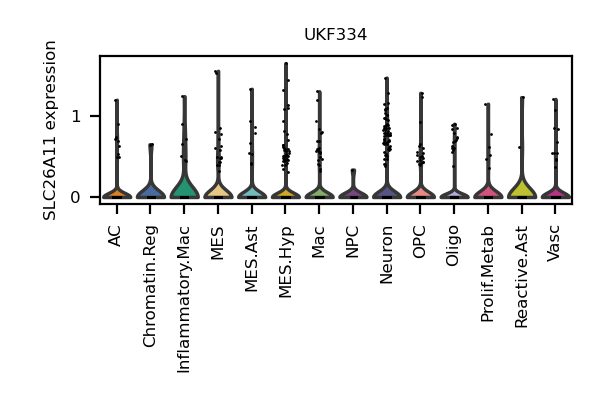 UKF334
SLC26A11 expression
1
0
AC
Chromatin.Reg
Inflammatory.Mac
MES
MES.Ast
MES.Hyp
Mac
NPC
Neuron
OPC
Oligo
Prolif.Metab
Reactive.Ast
Vasc